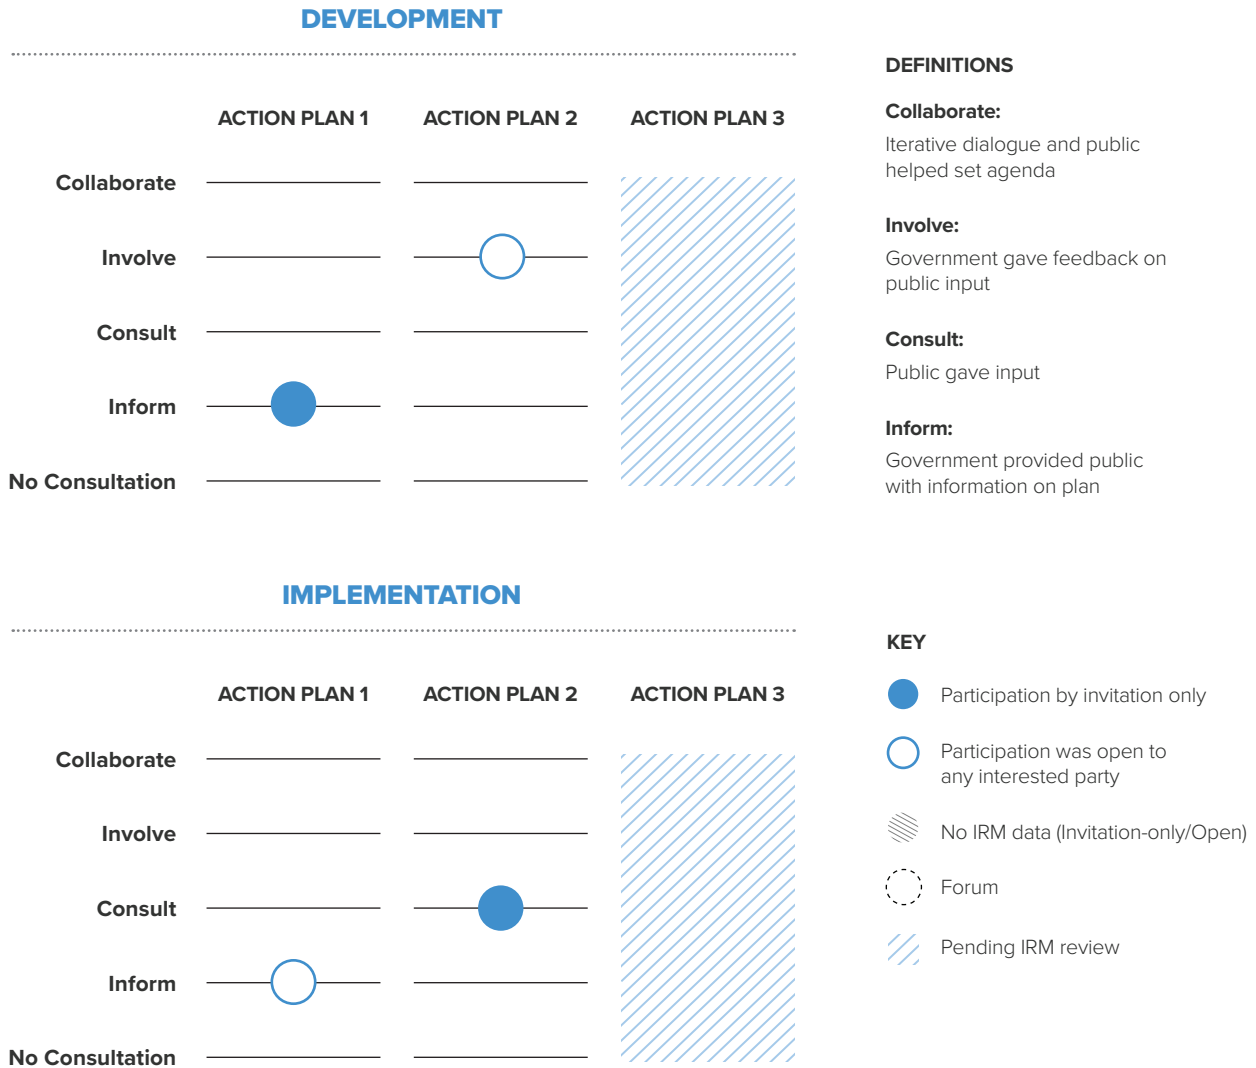 DEVELOPMENT
ACTION PLAN 1
ACTION PLAN 2
ACTION PLAN 3
Collaborate
Involve
Consult
Inform
No Consultation
DEFINITIONS
Collaborate:
Iterative dialogue and public
helped set agenda
Involve:
Government gave feedback on
public input
Consult:
Public gave input
Inform:
Government provided public
with information on plan
IMPLEMENTATION
ACTION PLAN 1
ACTION PLAN 2
ACTION PLAN 3
Collaborate
Involve
Consult
Inform
No Consultation
KEY
Participation by invitation only
Participation was open to
any interested party
No IRM data (Invitation-only/Open)
Forum
Pending IRM review